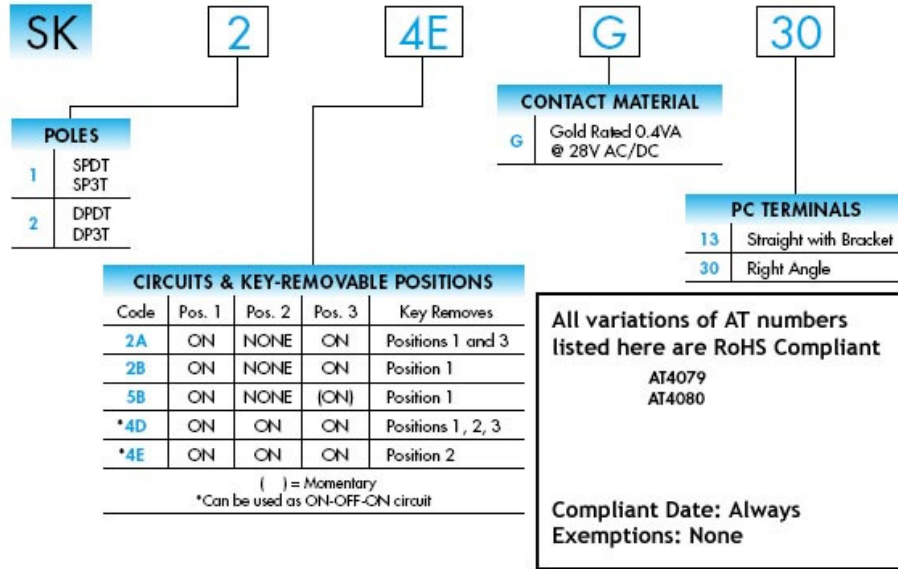 SK 2 4E G 30
POLES
1 SPDT
SP3T
2 DPDT
DP3T
CONTACT MATERIAL
G Gold Rated 0.4VA
@ 28V AC/DC
PC TERMINALS
13 Straight with Bracket
30 Right Angle
CIRCUITS & KEY-REMOVABLE POSITIONS
Code Pos. 1 Pos. 2 Pos. 3 Key Removes
2A ON NONE ON Positions 1 and 3
2B ON NONE ON Position 1
5B ON NONE (ON) Position 1
*4D ON ON ON Positions 1, 2, 3
*4E ON ON ON Position 2
( ) = Momentary
*Can be used as ON-OFF-ON circuit
All variations of AT numbers
listed here are RoHS Compliant
AT4079
AT4080
Compliant Date: Always
Exemptions: None